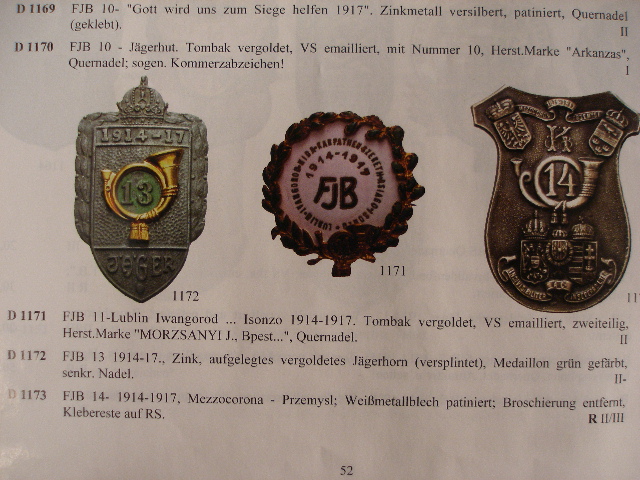 D 1169 FJB 10- "Gott wird uns zum Siege helfen 1917". Zinkmetall versilbert, patiniert, Quernadel
(geklebt). II
D 1170 FJB 10 - Jägerhut. Tombak vergoldet, VS emailliert, mit Nummer 10, Herst.Marke "Arkanzas",
Quernadel; sogen. Kommerzabzeichen! I
1914-17
13
JÄGER
1172
LUBLIN IWANGOROD
1914-1917
FJB
1171
K
14
D 1171 FJB 11-Lublin Iwangorod ... Isonzo 1914-1917. Tombak vergoldet, VS emailliert, zweiteilig,
Herst.Marke "MORZSANYI J., Bpest...", Quernadel. II
D 1172 FJB 13 1914-17., Zink, aufgelegtes vergoldetes Jägerhorn (versplintet), Medaillon grün gefärbt,
senkr. Nadel. II-
D 1173 FJB 14- 1914-1917, Mezzocorona - Przemysl; Weißmetallblech patiniert; Broschierung entfernt,
Klebereste auf RS. R II/III
52